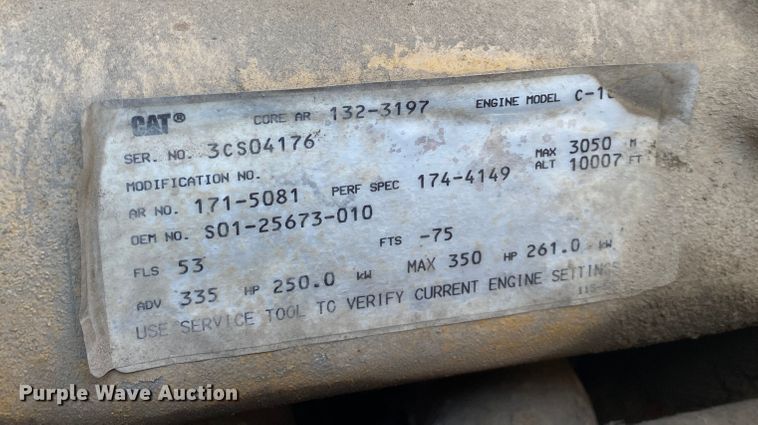 CAT® CORE AR 132-3197 ENGINE MODEL
SER. NO. 3CS04176
MODIFICATION NO. MAX 3050 M
AR NO. 171-5081 PERF SPEC 174-4149 ALT 10007 FT
OEM NO. S01-25673-010
FLS 53 FTS -75
ADV 335 HP 250.0 kW MAX 350 HP 261.0 kW
USE SERVICE TOOL TO VERIFY CURRENT ENGINE SETTINGS
Purple Wave Auction